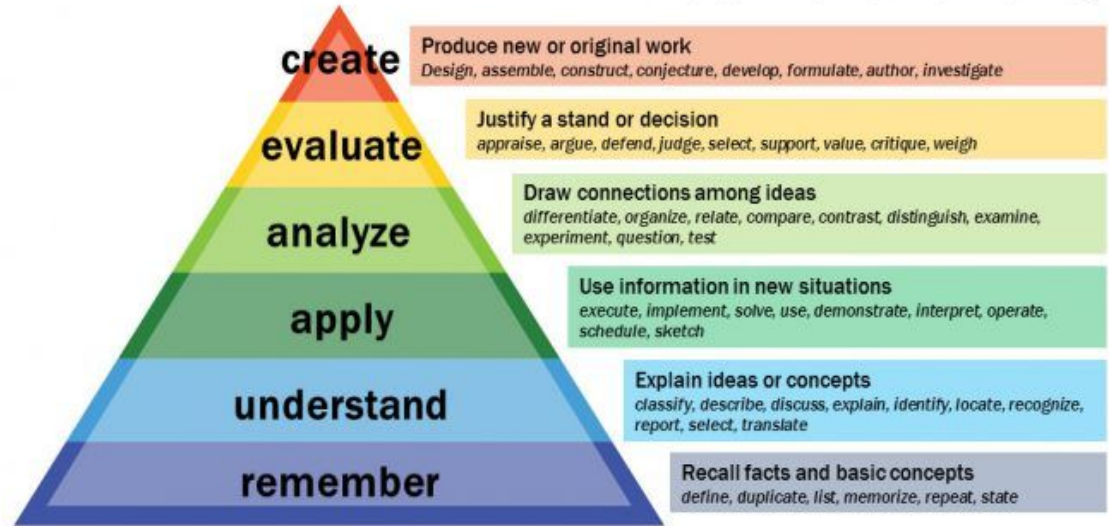 create
Produce new or original work
Design, assemble, construct, conjecture, develop, formulate, author, investigate
evaluate
Justify a stand or decision
appraise, argue, defend, judge, select, support, value, critique, weigh
analyze
Draw connections among ideas
differentiate, organize, relate, compare, contrast, distinguish, examine,
experiment, question, test
apply
Use information in new situations
execute, implement, solve, use, demonstrate, interpret, operate,
schedule, sketch
understand
Explain ideas or concepts
classify, describe, discuss, explain, identify, locate, recognize,
report, select, translate
remember
Recall facts and basic concepts
define, duplicate, list, memorize, repeat, state